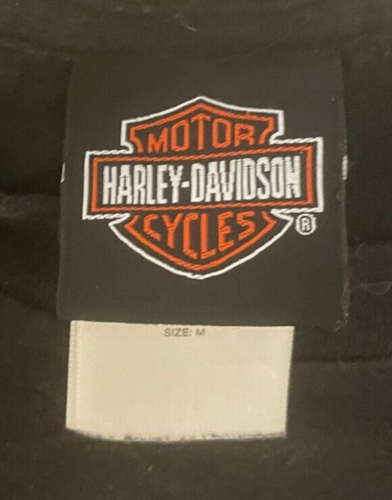 MOTOR
HARLEY-DAVIDSON
CYCLES
®
SIZE: M